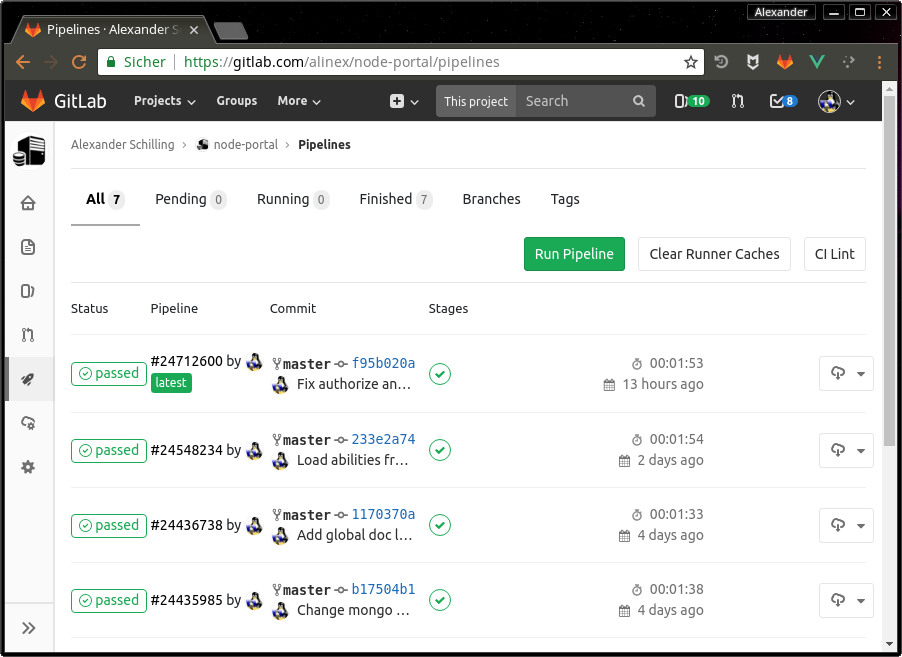 Alexander
Pipelines · Alexander S
Sicher https://gitlab.com/alinex/node-portal/pipelines
GitLab Projects Groups More This project Search 10 8
Alexander Schilling › node-portal › Pipelines
All 7 Pending 0 Running 0 Finished 7 Branches Tags
Run Pipeline Clear Runner Caches CI Lint
Status Pipeline Commit Stages
passed #24712600 by latest master f95b020a Fix authorize an... 00:01:53 13 hours ago
passed #24548234 by master 233e2a74 Load abilities fr... 00:01:54 2 days ago
passed #24436738 by master 1170370a Add global doc l... 00:01:33 4 days ago
passed #24435985 by master b17504b1 Change mongo ... 00:01:38 4 days ago